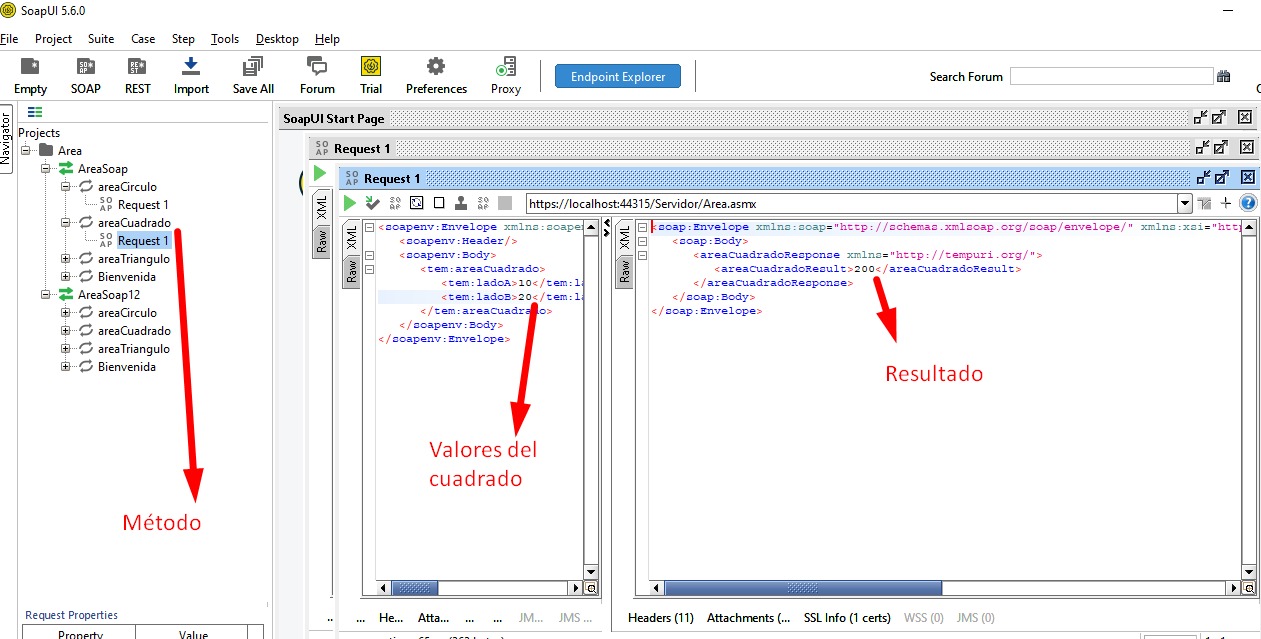 SoapUI 5.6.0
File Project Suite Case Step Tools Desktop Help
Empty SOAP REST Import Save All Forum Trial Preferences Proxy Endpoint Explorer Search Forum
Navigator
Projects
Area
AreaSoap
areaCirculo
Request 1
areaCuadrado
Request 1
areaTriangulo
Bienvenida
AreaSoap12
areaCirculo
areaCuadrado
areaTriangulo
Bienvenida
Método
Request Properties
Property Value
SoapUI Start Page
Request 1
XML
Raw
Request 1
https://localhost:44315/Servidor/Area.asmx
XML
Raw
<soapenv:Envelope xmlns:soapen
<soapenv:Header/>
<soapenv:Body>
<tem:areaCuadrado>
<tem:ladoA>10</tem:la
<tem:ladoB>20</tem:la
</tem:areaCuadrado>
</soapenv:Body>
</soapenv:Envelope>
Valores del
cuadrado
XML
Raw
<soap:Envelope xmlns:soap="http://schemas.xmlsoap.org/soap/envelope/" xmlns:xsi="htt
<soap:Body>
<areaCuadradoResponse xmlns="http://tempuri.org/">
<areaCuadradoResult>200</areaCuadradoResult>
</areaCuadradoResponse>
</soap:Body>
</soap:Envelope>
Resultado
.. ... He... Atta... ... ... JM... JMS ...
Headers (11) Attachments (... SSL Info (1 certs) WSS (0) JMS (0)